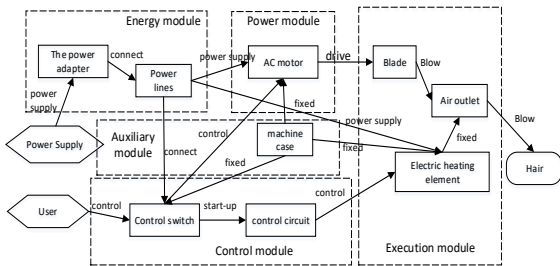 Energy module
Power module
The power
adapter
connect
Power
lines
power
supply
power supply
AC motor
drive
Blade
Blow
Air outlet
Blow
Hair
Power Supply
Auxiliary
module
control
connect
fixed
machine
case
fixed
power supply
fixed
fixed
Electric heating
element
User
control
Control switch
start-up
control circuit
control
Control module
Execution module